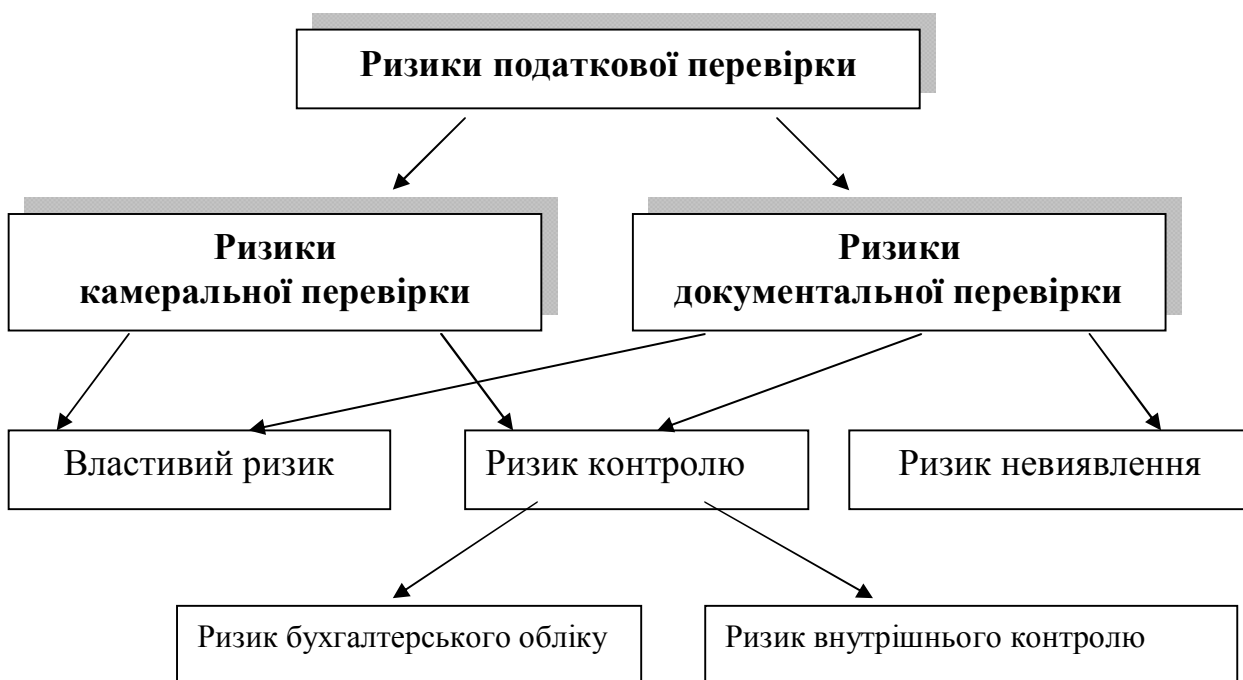 Ризики податкової перевірки
Ризики
камеральної перевірки
Ризики
документальної перевірки
Властивий ризик
Ризик контролю
Ризик невиявлення
Ризик бухгалтерського обліку
Ризик внутрішнього контролю